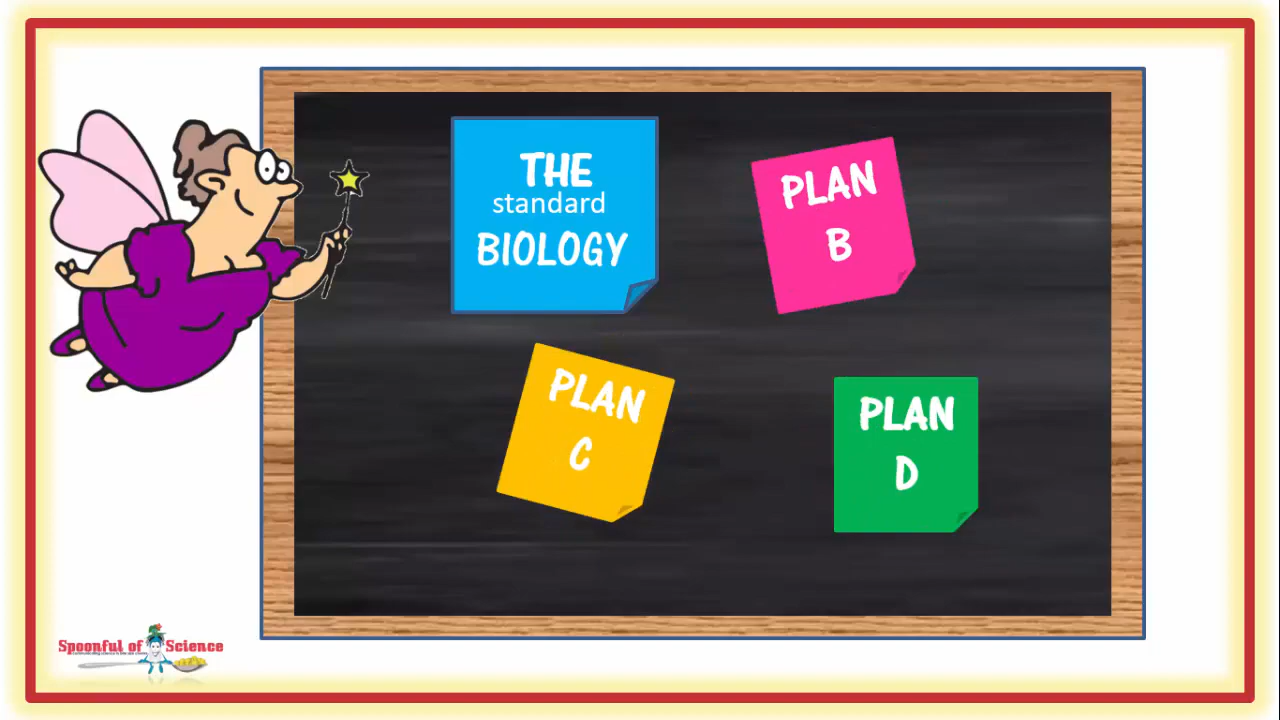 THE
standard
BIOLOGY
PLAN
B
PLAN
C
PLAN
D
Spoonful of Science